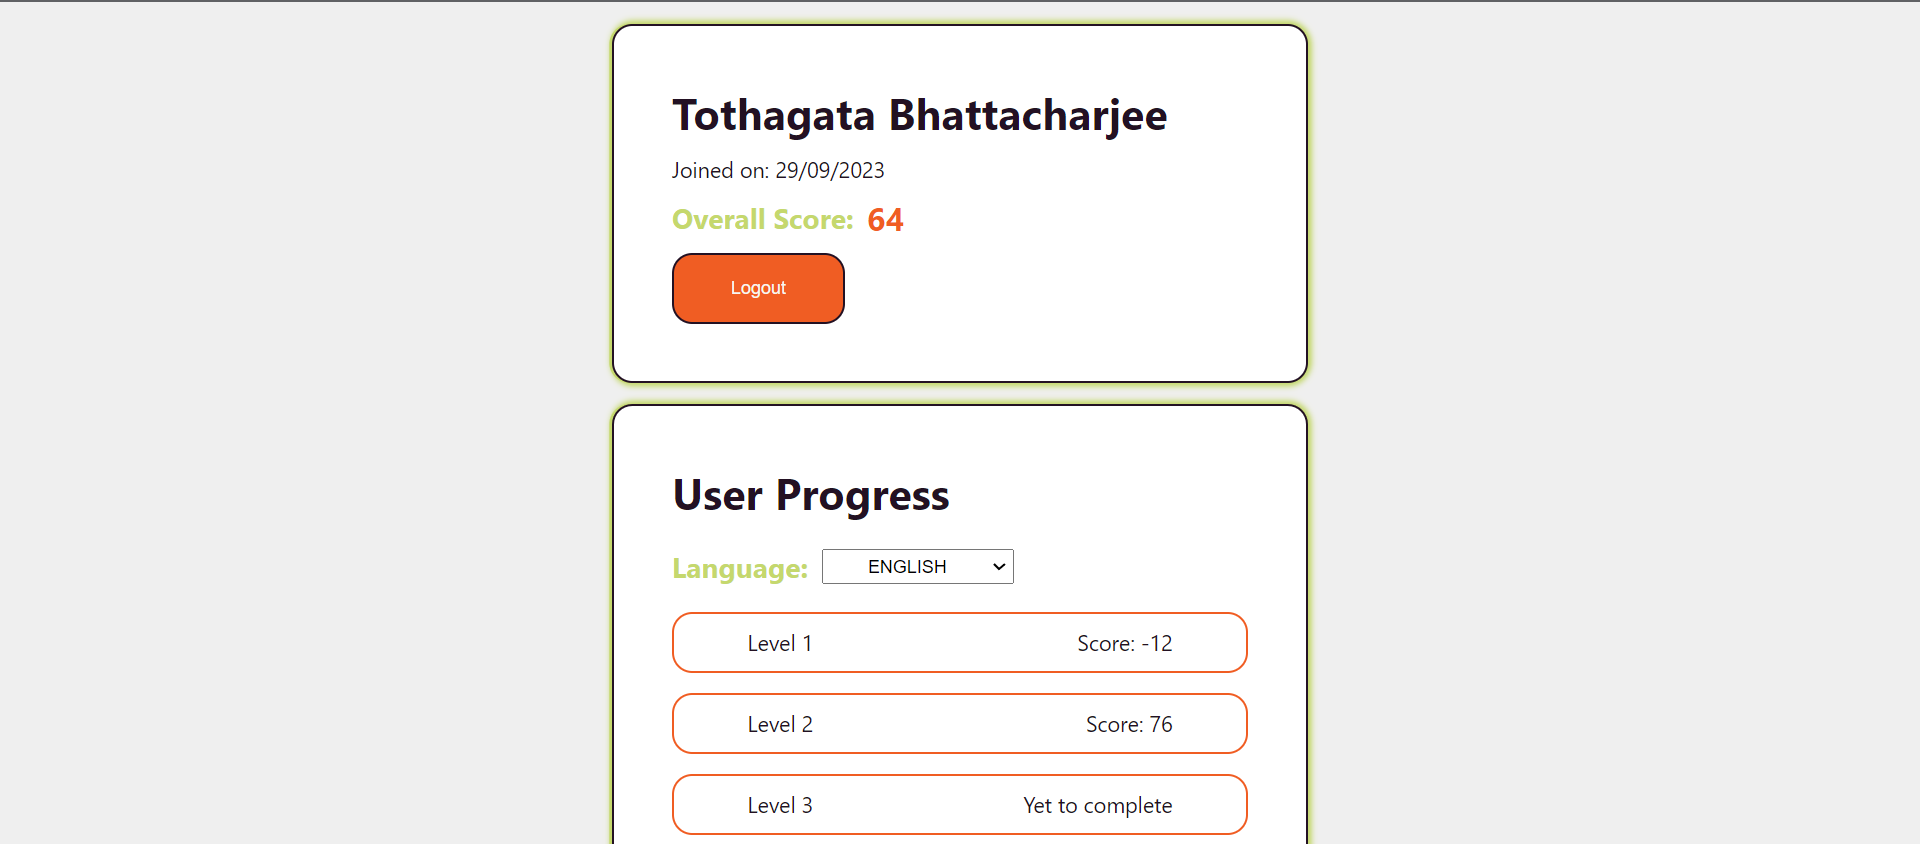 Tothagata Bhattacharjee
Joined on: 29/09/2023
Overall Score: 64
Logout
User Progress
Language: ENGLISH
Level 1 Score: -12
Level 2 Score: 76
Level 3 Yet to complete